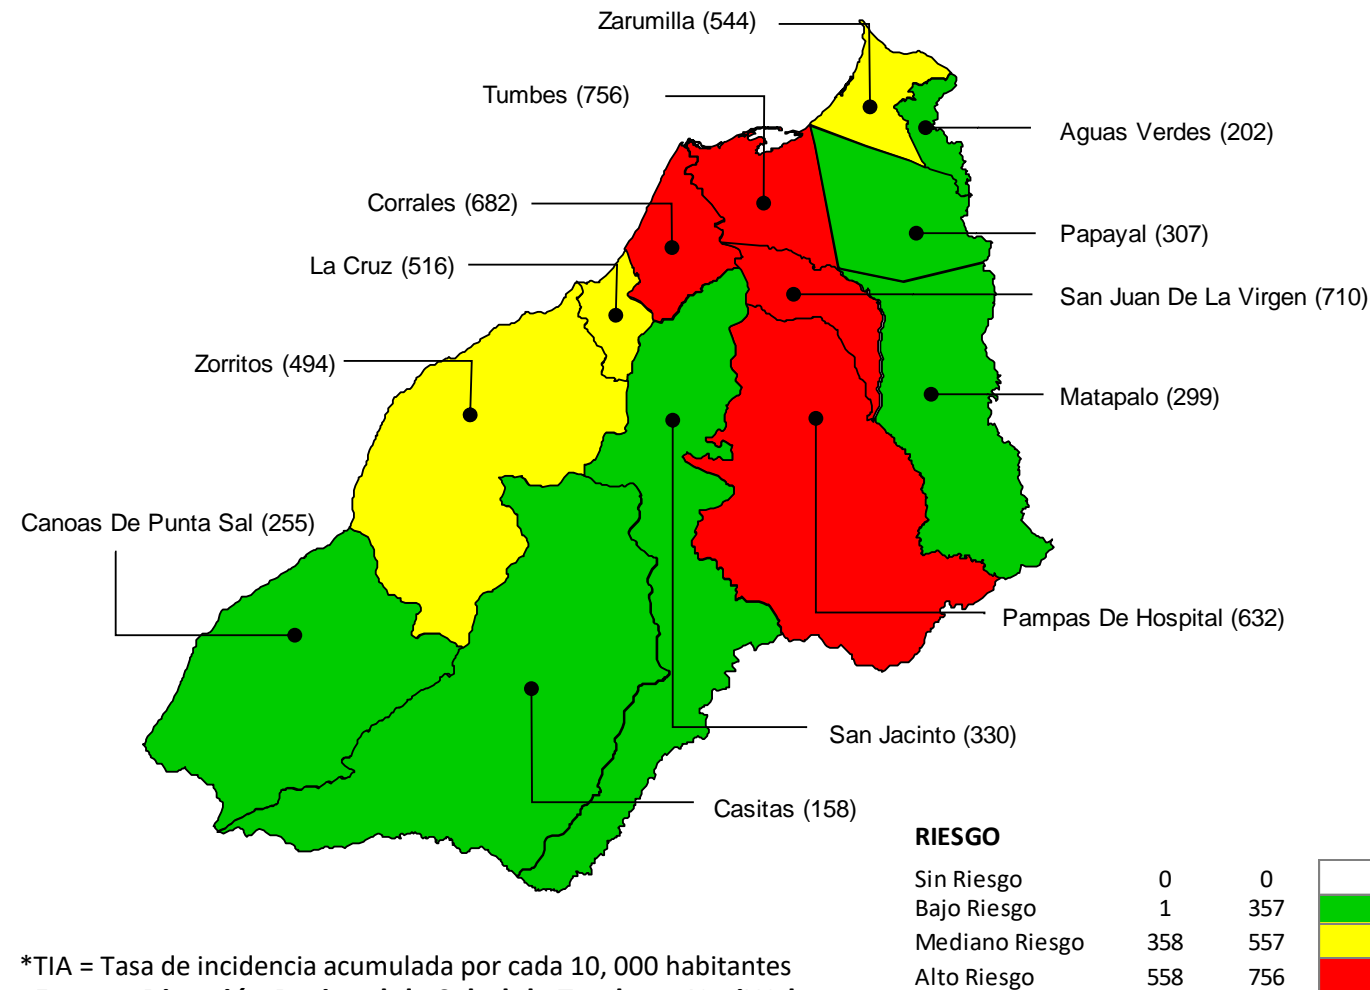 Zarumilla (544)
Tumbes (756)
Aguas Verdes (202)
Corrales (682)
Papayal (307)
La Cruz (516)
San Juan De La Virgen (710)
Zorritos (494)
Matapalo (299)
Canoas De Punta Sal (255)
Pampas De Hospital (632)
San Jacinto (330)
Casitas (158)
RIESGO
Sin Riesgo 0 0
Bajo Riesgo 1 357
Mediano Riesgo 358 557
Alto Riesgo 558 756
*TIA = Tasa de incidencia acumulada por cada 10, 000 habitantes